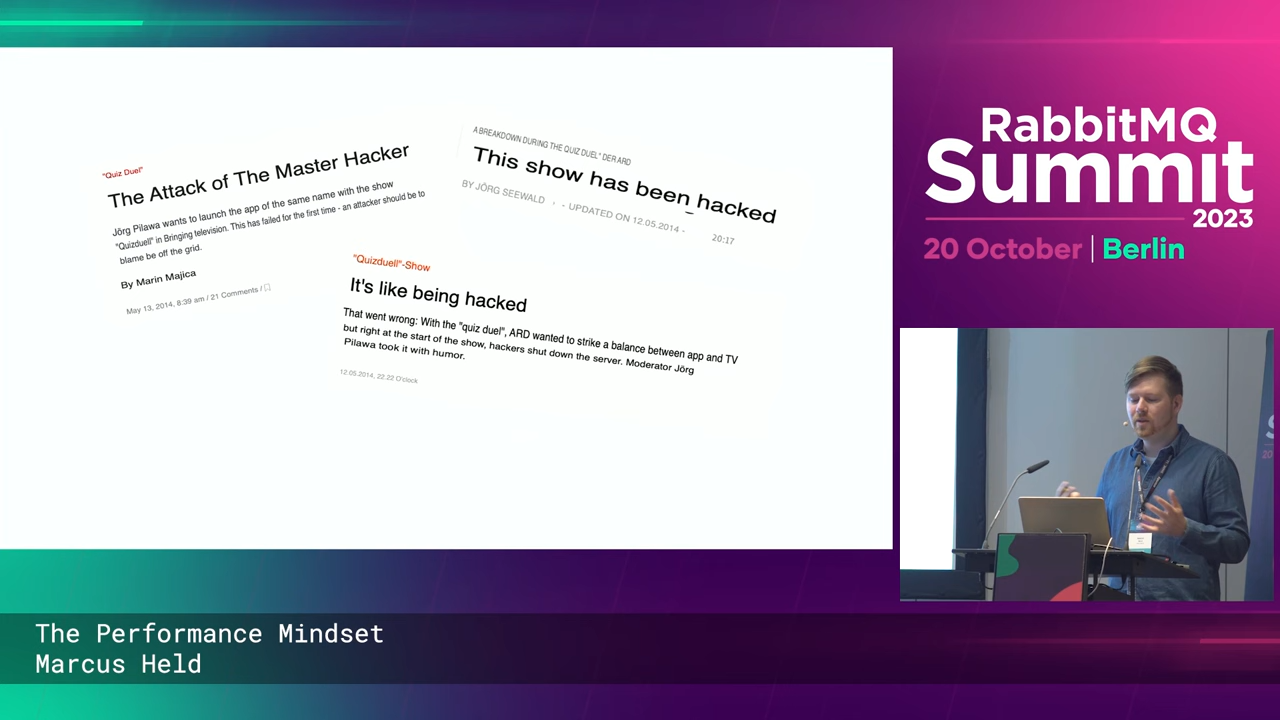 "Quiz Duel"
The Attack of The Master Hacker
Jörg Pilawa wants to launch the app of the same name with the show
"Quizduell" in Bringing television. This has failed for the first time - an attacker should be to
blame be off the grid.
By Marin Majica
May 13, 2014, 8:39 am / 21 Comments /
A BREAKDOWN DURING THE QUIZ DUEL" DER ARD
This show has been hacked
BY JÖRG SEEWALD , - UPDATED ON 12.05.2014 - 20:17
"Quizduell"-Show
It's like being hacked
That went wrong: With the "quiz duel", ARD wanted to strike a balance between app and TV
but right at the start of the show, hackers shut down the server. Moderator Jörg
Pilawa took it with humor.
12.05.2014, 22.22 O'clock
RabbitMQ
Summit
2023
20 October | Berlin
The Performance Mindset
Marcus Held